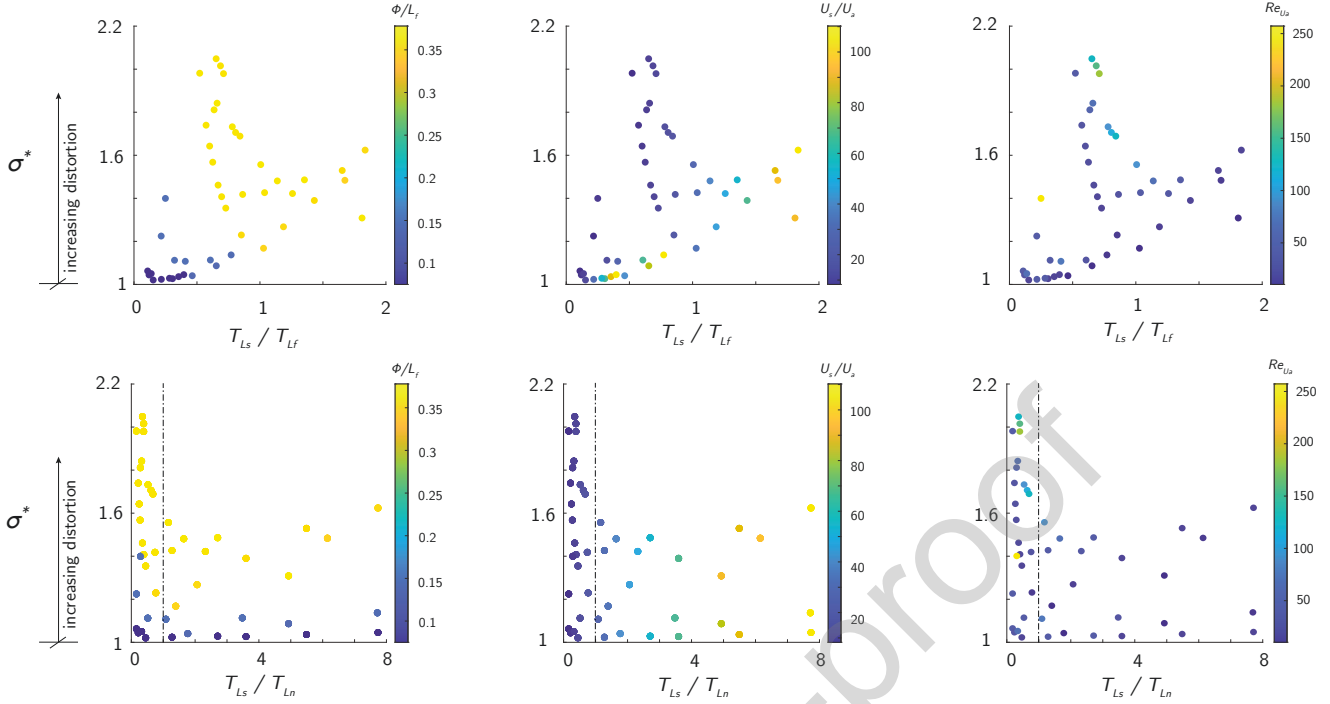 Φ/L_f
U_s/U_a
Re_Ua
2.2
2.2
2.2
0.35
100
250
0.3
80
200
0.25
σ*
increasing distortion
1.6
1.6
1.6
60
150
0.2
40
100
0.15
20
50
0.1
1
1
1
0 1 2
0 1 2
0 1 2
T_Ls / T_Lf
T_Ls / T_Lf
T_Ls / T_Lf
Φ/L_f
U_s/U_a
Re_Ua
2.2
2.2
2.2
0.35
100
250
0.3
80
200
0.25
σ*
increasing distortion
1.6
1.6
1.6
60
150
0.2
40
100
0.15
20
50
0.1
1
1
1
0 4 8
0 4 8
0 4 8
T_Ls / T_Ln
T_Ls / T_Ln
T_Ls / T_Ln
proof